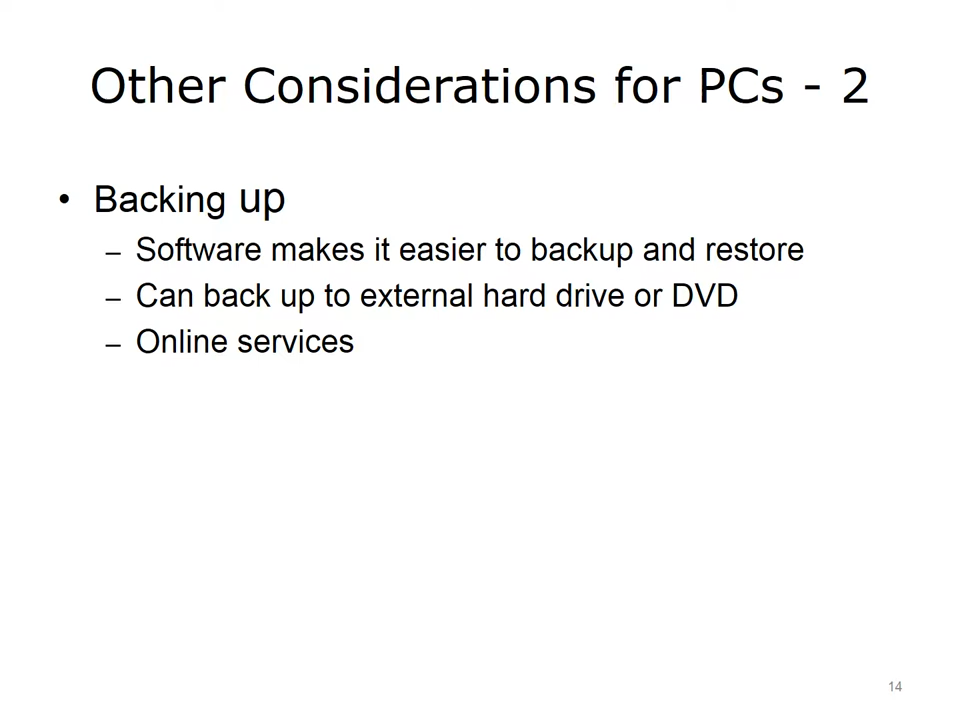 Other Considerations for PCs - 2
• Backing up
– Software makes it easier to backup and restore
– Can back up to external hard drive or DVD
– Online services
14